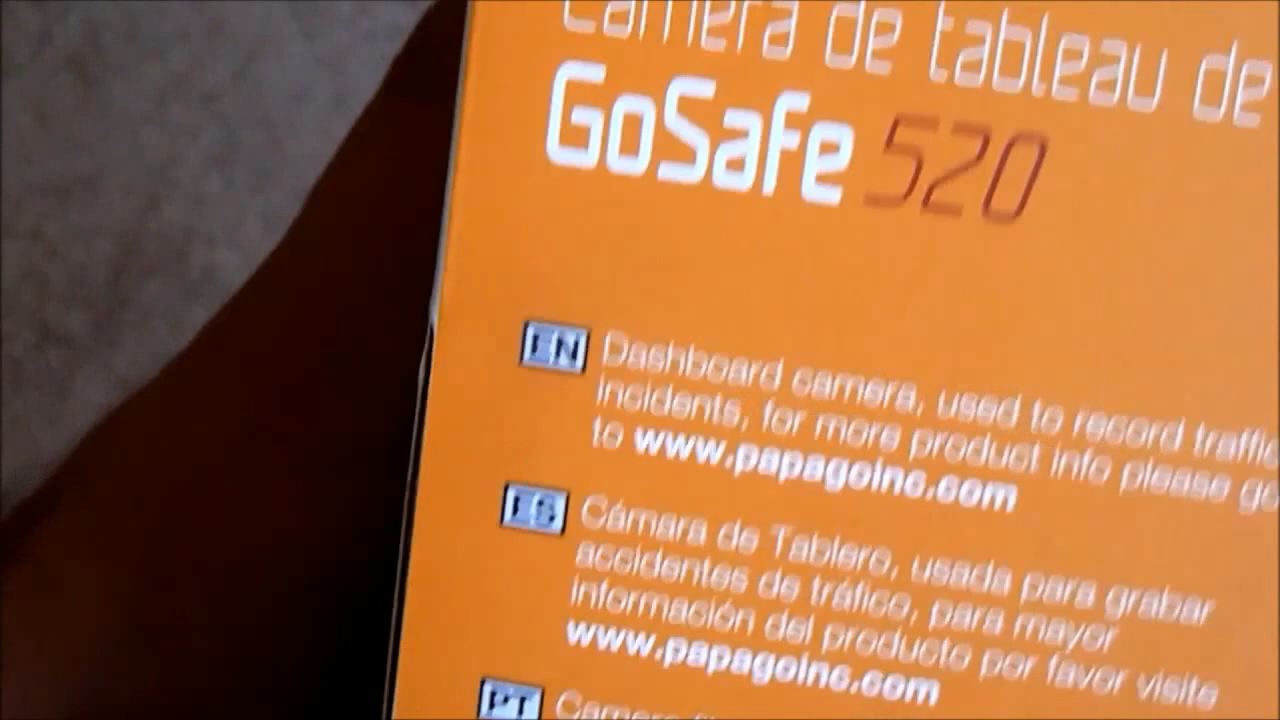 Camera de tableau de
GoSafe 520
EN Dashboard camera, used to record traffic
incidents, for more product info please go
to www.papagoinc.com
ES Cámara de Tablero, usada para grabar
accidentes de tráfico, para mayor
información del producto por favor visite
www.papagoinc.com
PT Camera